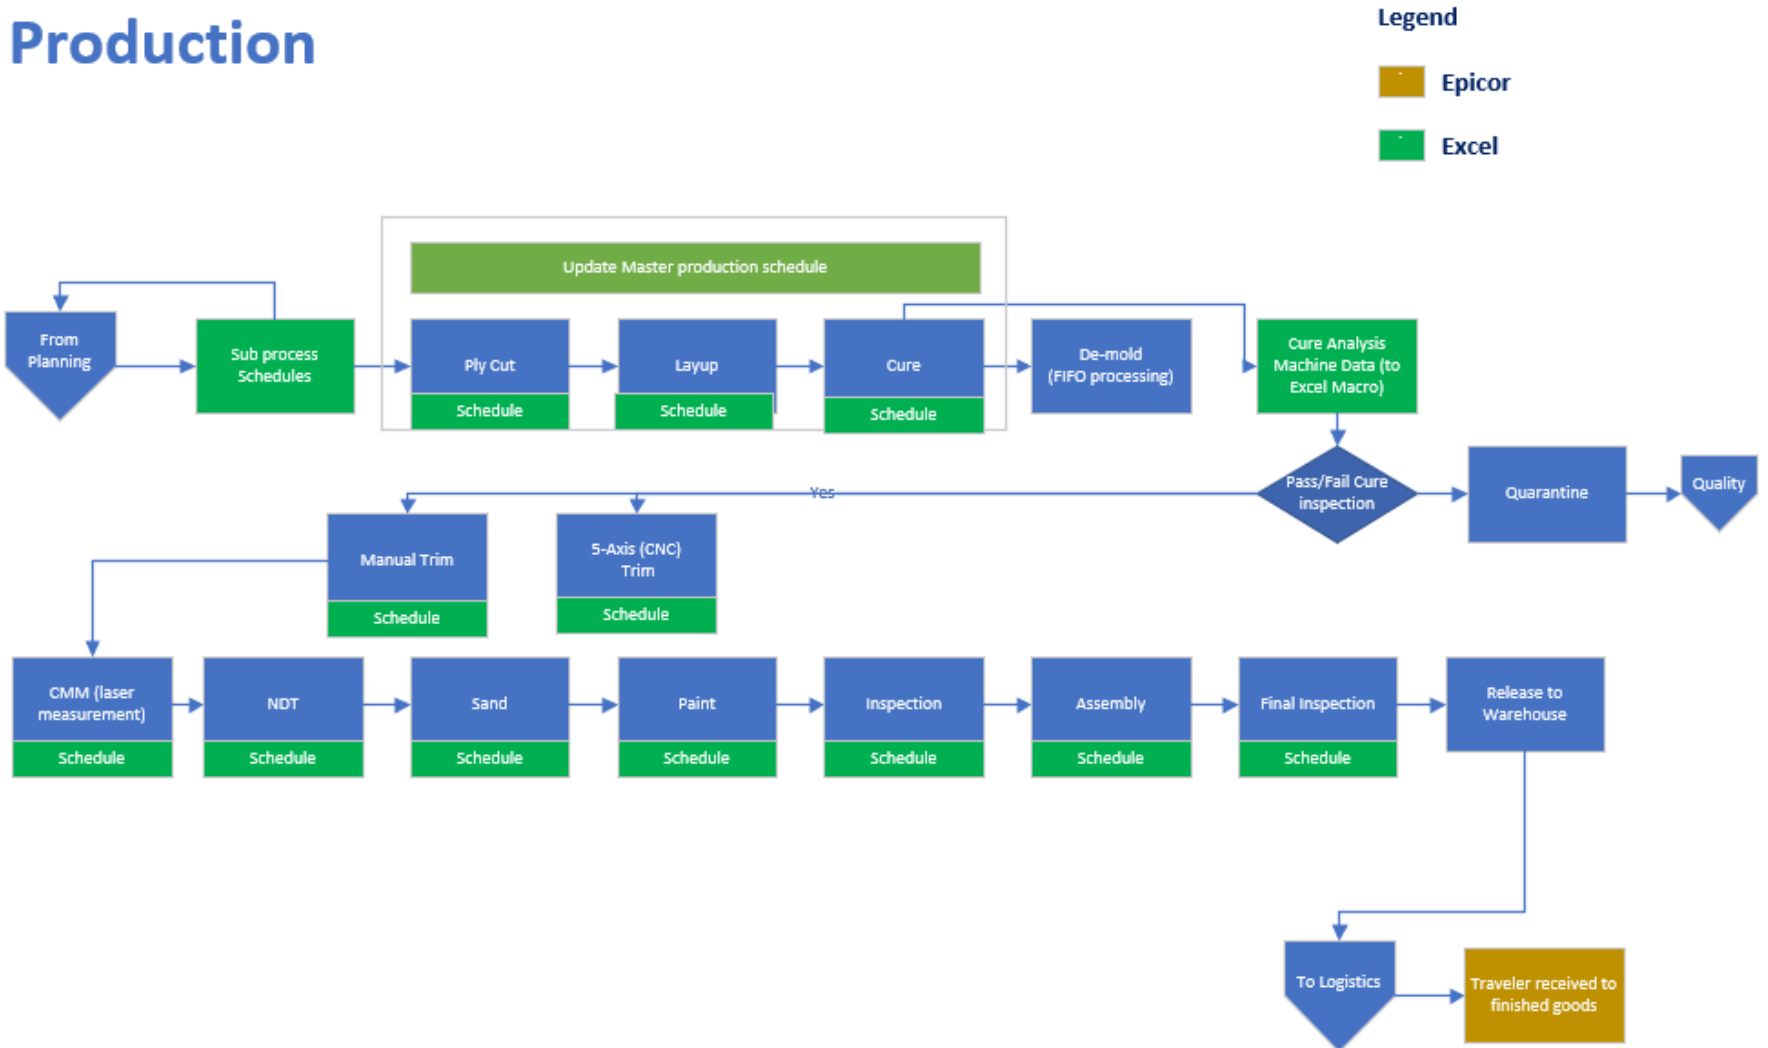 Production
Legend
Epicor
Excel
Update Master production schedule
From
Planning
Sub process
Schedules
Ply Cut
Schedule
Layup
Schedule
Cure
Schedule
De-mold
(FIFO processing)
Cure Analysis
Machine Data (to
Excel Macro)
Pass/Fail Cure
inspection
Quarantine
Quality
Yes
Manual Trim
Schedule
5-Axis (CNC)
Trim
Schedule
CMM (laser
measurement)
Schedule
NDT
Schedule
Sand
Schedule
Paint
Schedule
Inspection
Schedule
Assembly
Schedule
Final Inspection
Schedule
Release to
Warehouse
To Logistics
Traveler received to
finished goods